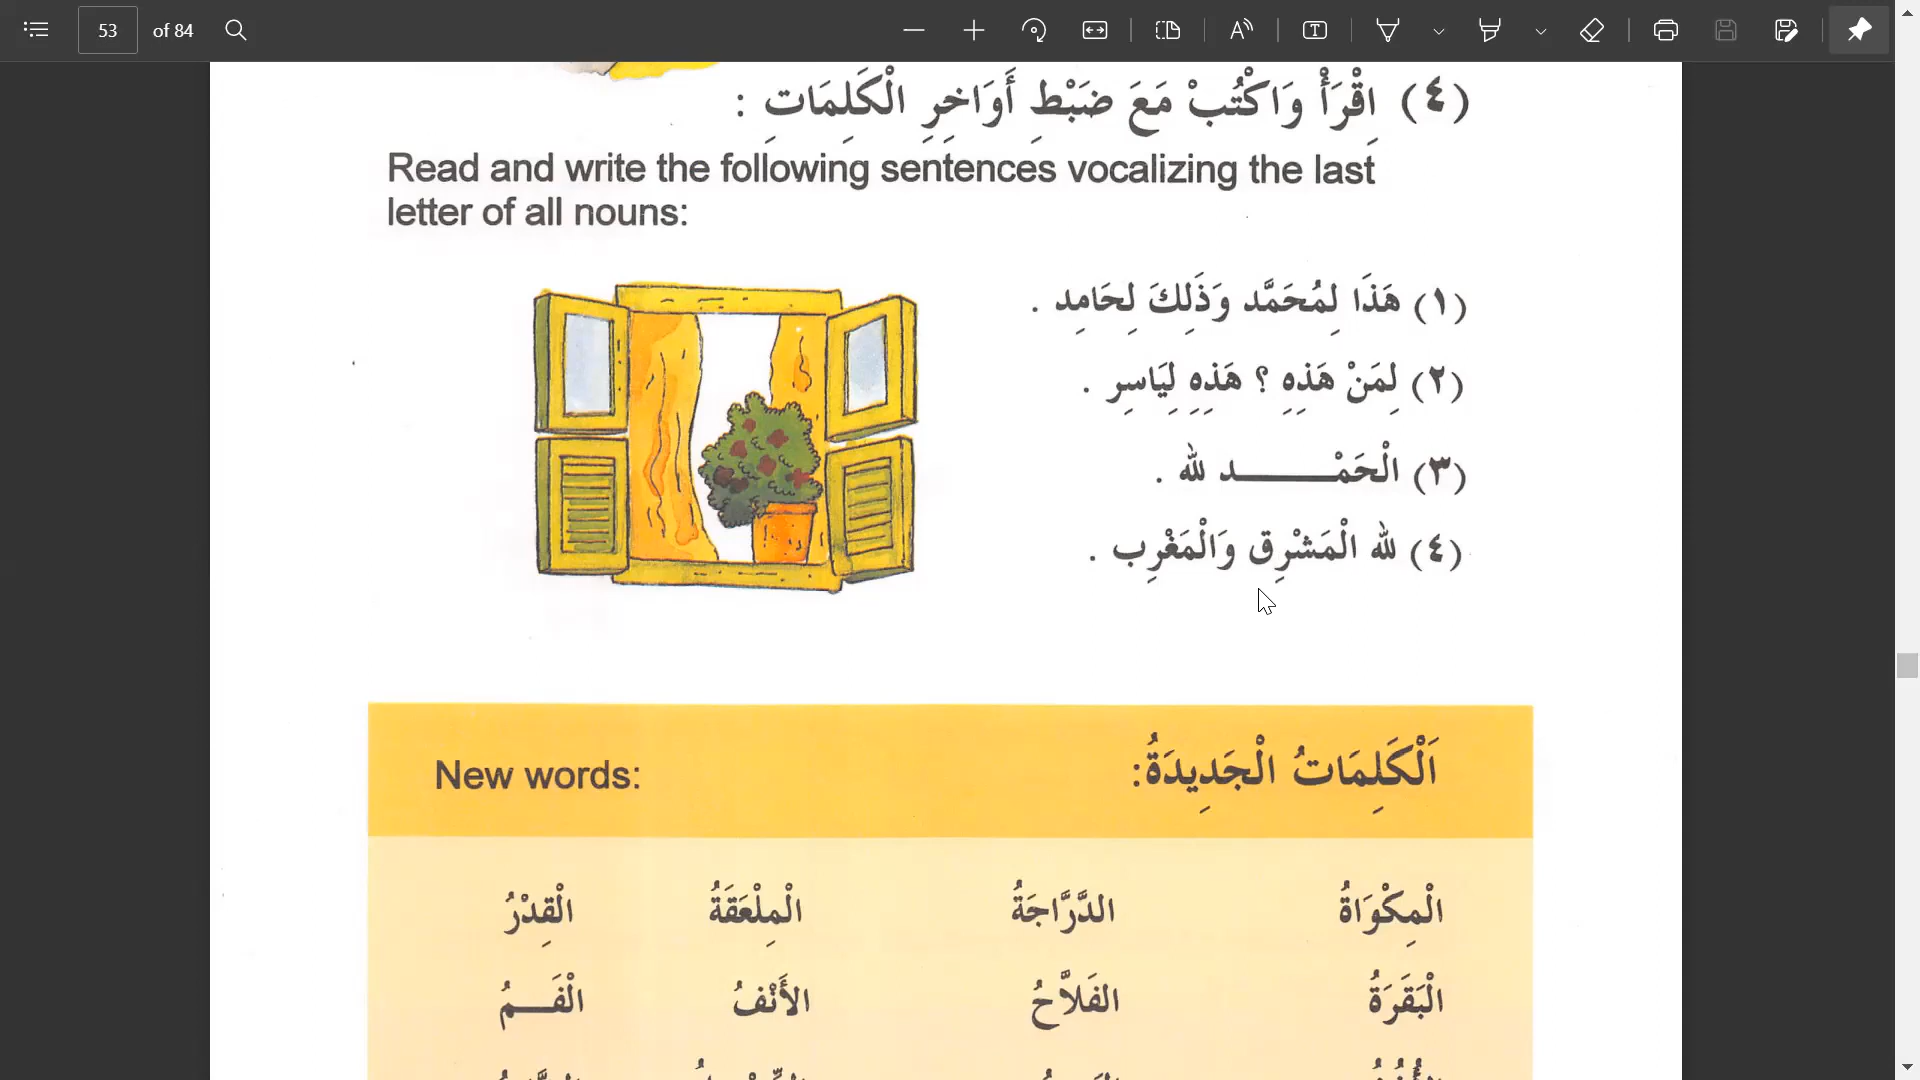 53 of 84
(٤) اِقْرَأْ وَاكْتُبْ مَعَ ضَبْطِ أَوَاخِرِ الْكَلِمَاتِ :
Read and write the following sentences vocalizing the last
letter of all nouns:
(١) هَذَا لِمُحَمَّد وَذَلِكَ لِحَامِد .
(٢) لِمَنْ هَذِهِ ؟ هَذِهِ لِيَاسِر .
(٣) الْحَمْـــــد لله .
(٤) لله الْمَشْرِق وَالْمَغْرِب .
New words: اَلْكَلِمَاتُ الْجَدِيدَةُ:
الْمِكْوَاةُ الدَّرَّاجَةُ الْمِلْعَقَةُ الْقِدْرُ
الْبَقَرَةُ الفَلاَّحُ الأَنْفُ الْفَـــمُ